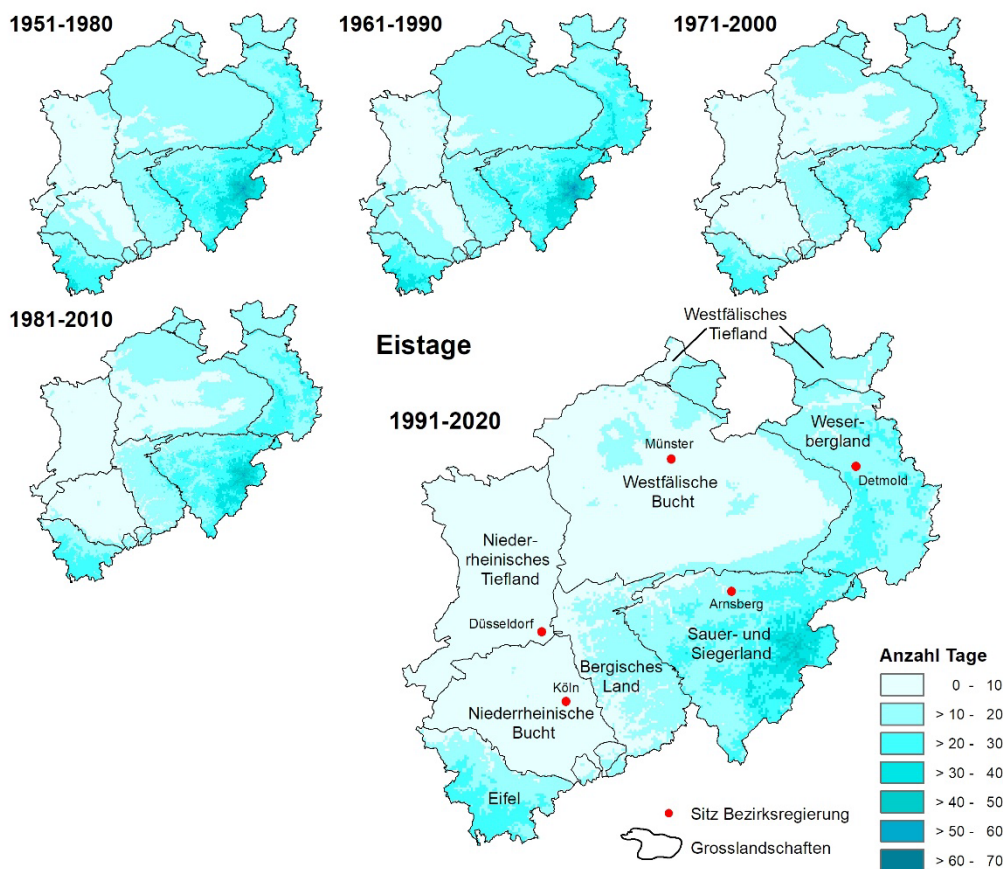 1951-1980
1961-1990
1971-2000
1981-2010
Eistage
1991-2020
Westfälisches
Tiefland
Weser-
bergland
Münster
Detmold
Westfälische
Bucht
Nieder-
rheinisches
Tiefland
Arnsberg
Düsseldorf
Sauer- und
Siegerland
Bergisches
Land
Köln
Niederrheinische
Bucht
Eifel
Anzahl Tage
0 - 10
> 10 - 20
> 20 - 30
> 30 - 40
> 40 - 50
> 50 - 60
> 60 - 70
Sitz Bezirksregierung
Grosslandschaften